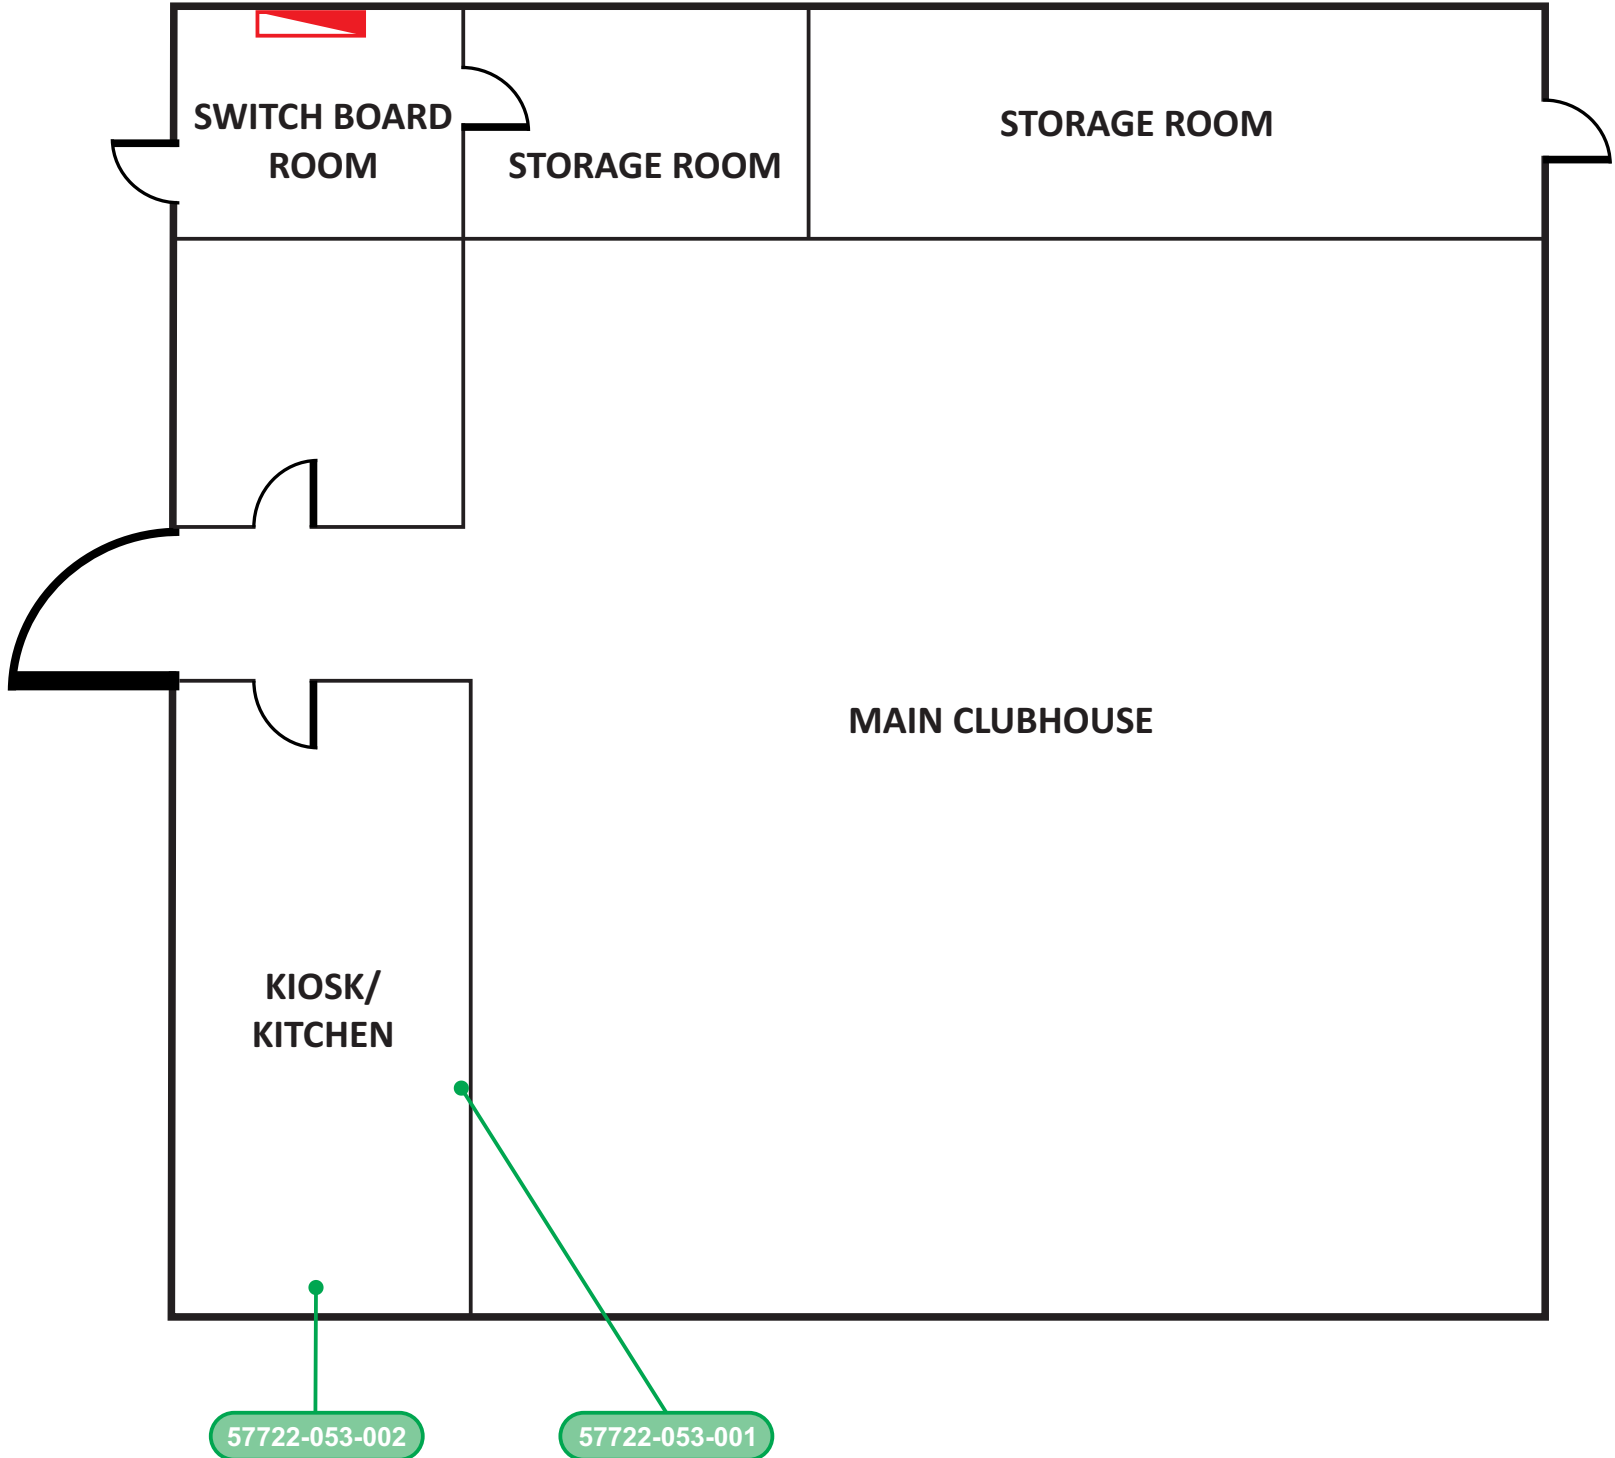 SWITCH BOARD
ROOM
STORAGE ROOM
STORAGE ROOM
MAIN CLUBHOUSE
KIOSK/
KITCHEN
57722-053-002
57722-053-001